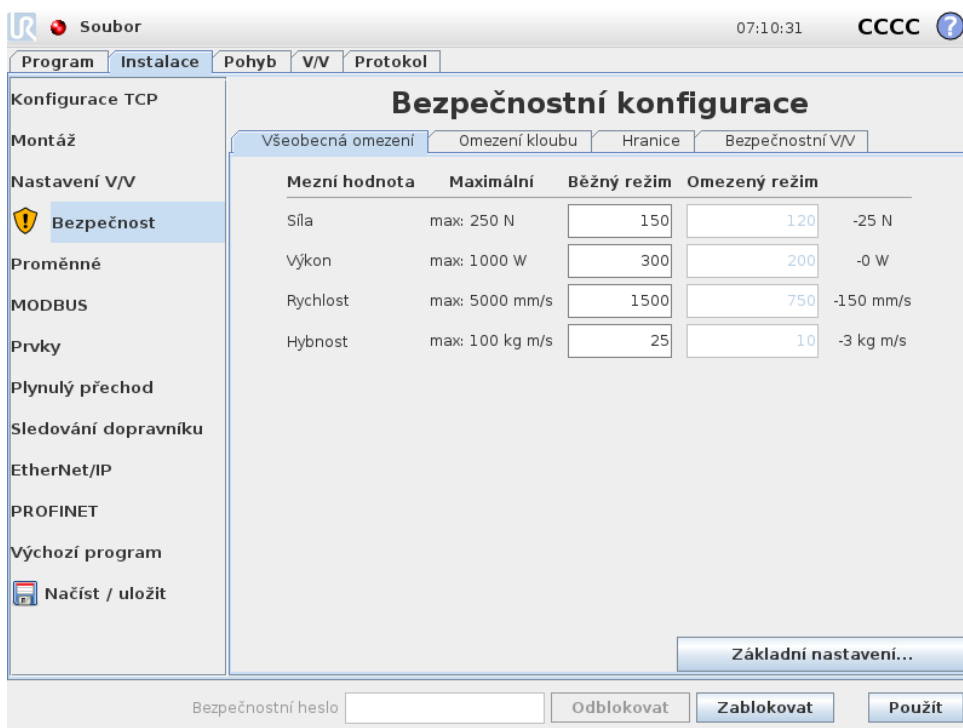 UR Soubor 07:10:31 CCCC ?
Program Instalace Pohyb V/V Protokol
Konfigurace TCP
Montáž
Nastavení V/V
Bezpečnost
Proměnné
MODBUS
Prvky
Plynulý přechod
Sledování dopravníku
EtherNet/IP
PROFINET
Výchozí program
Načíst / uložit
Bezpečnostní konfigurace
Všeobecná omezení Omezení kloubu Hranice Bezpečnostní V/V
Mezní hodnota Maximální Běžný režim Omezený režim
Síla max: 250 N 150 120 -25 N
Výkon max: 1000 W 300 200 -0 W
Rychlost max: 5000 mm/s 1500 750 -150 mm/s
Hybnost max: 100 kg m/s 25 10 -3 kg m/s
Základní nastavení...
Bezpečnostní heslo Odblokovat Zablokovat Použít